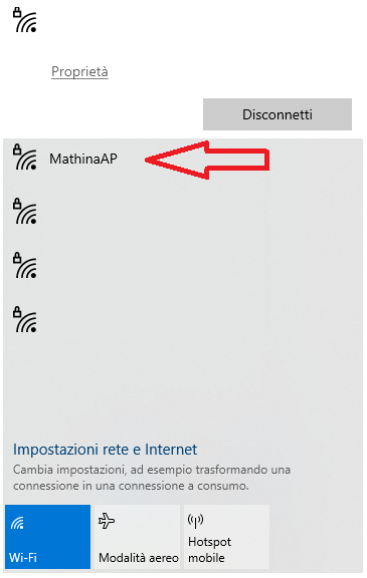 Proprietà
Disconnetti
MathinaAP
Impostazioni rete e Internet
Cambia impostazioni, ad esempio trasformando una
connessione in una connessione a consumo.
Wi-Fi
Modalità aereo
Hotspot
mobile